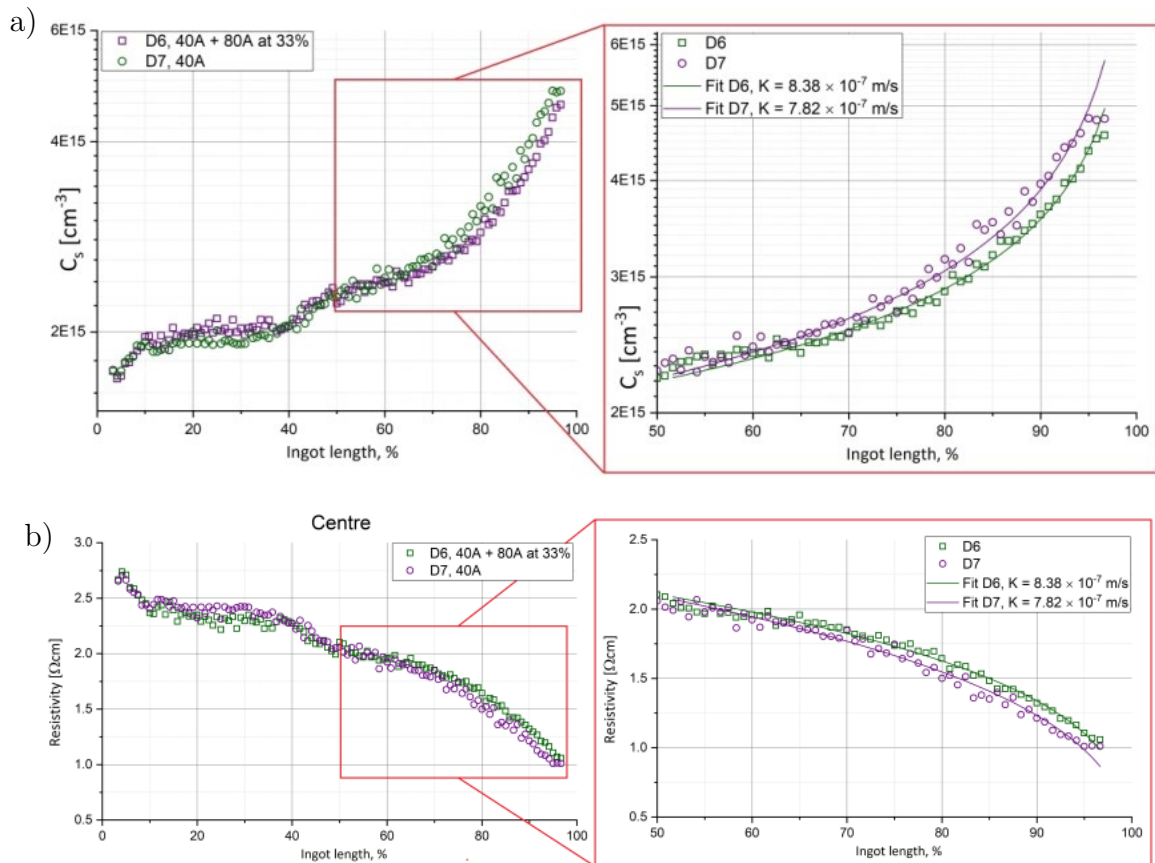 a)
6E15
4E15
2E15
C_s [cm⁻³]
D6, 40A + 80A at 33%
D7, 40A
0 20 40 60 80 100
Ingot length, %
6E15
5E15
4E15
3E15
2E15
C_s [cm⁻³]
D6
D7
Fit D6, K = 8.38 × 10⁻⁷ m/s
Fit D7, K = 7.82 × 10⁻⁷ m/s
50 60 70 80 90 100
Ingot length, %
b)
Centre
3.0
2.5
2.0
1.5
1.0
0.5
Resistivity [Ωcm]
D6, 40A + 80A at 33%
D7, 40A
0 20 40 60 80 100
Ingot length, %
2.5
2.0
1.5
1.0
0.5
Resistivity [Ωcm]
D6
D7
Fit D6, K = 8.38 × 10⁻⁷ m/s
Fit D7, K = 7.82 × 10⁻⁷ m/s
50 60 70 80 90 100
Ingot length, %